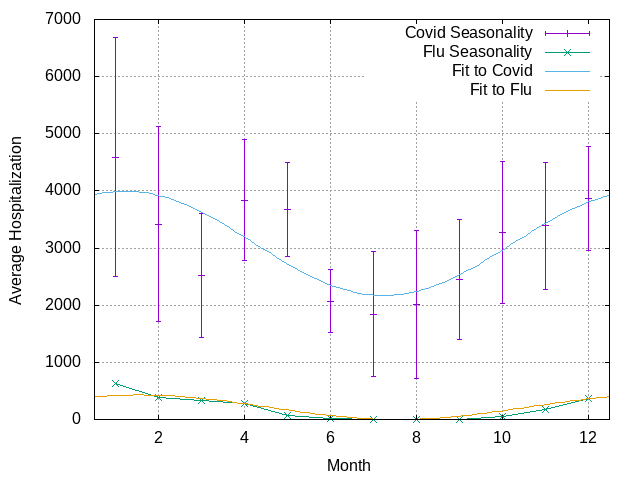 7000
6000
5000
4000
3000
2000
1000
0
Average Hospitalization
Covid Seasonality
Flu Seasonality
Fit to Covid
Fit to Flu
2 4 6 8 10 12
Month